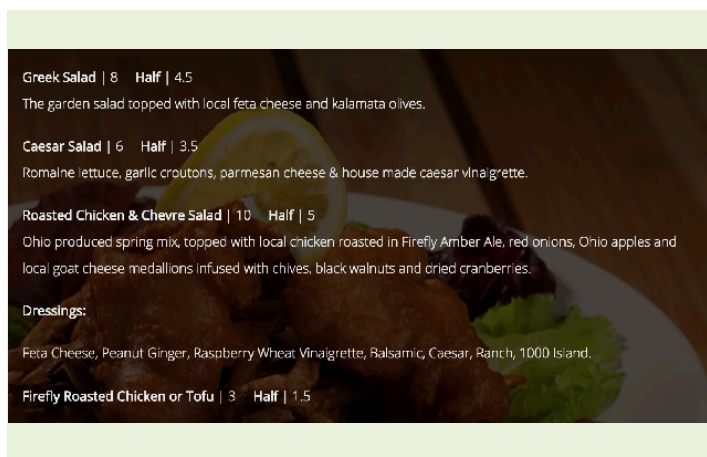 Greek Salad | 8 Half | 4.5
The garden salad topped with local feta cheese and kalamata olives.
Caesar Salad | 6 Half | 3.5
Romaine lettuce, garlic croutons, parmesan cheese & house made caesar vinaigrette.
Roasted Chicken & Chevre Salad | 10 Half | 5
Ohio produced spring mix, topped with local chicken roasted in Firefly Amber Ale, red onions, Ohio apples and
local goat cheese medallions infused with chives, black walnuts and dried cranberries.
Dressings:
Feta Cheese, Peanut Ginger, Raspberry Wheat Vinaigrette, Balsamic, Caesar, Ranch, 1000 Island.
Firefly Roasted Chicken or Tofu | 3 Half | 1.5